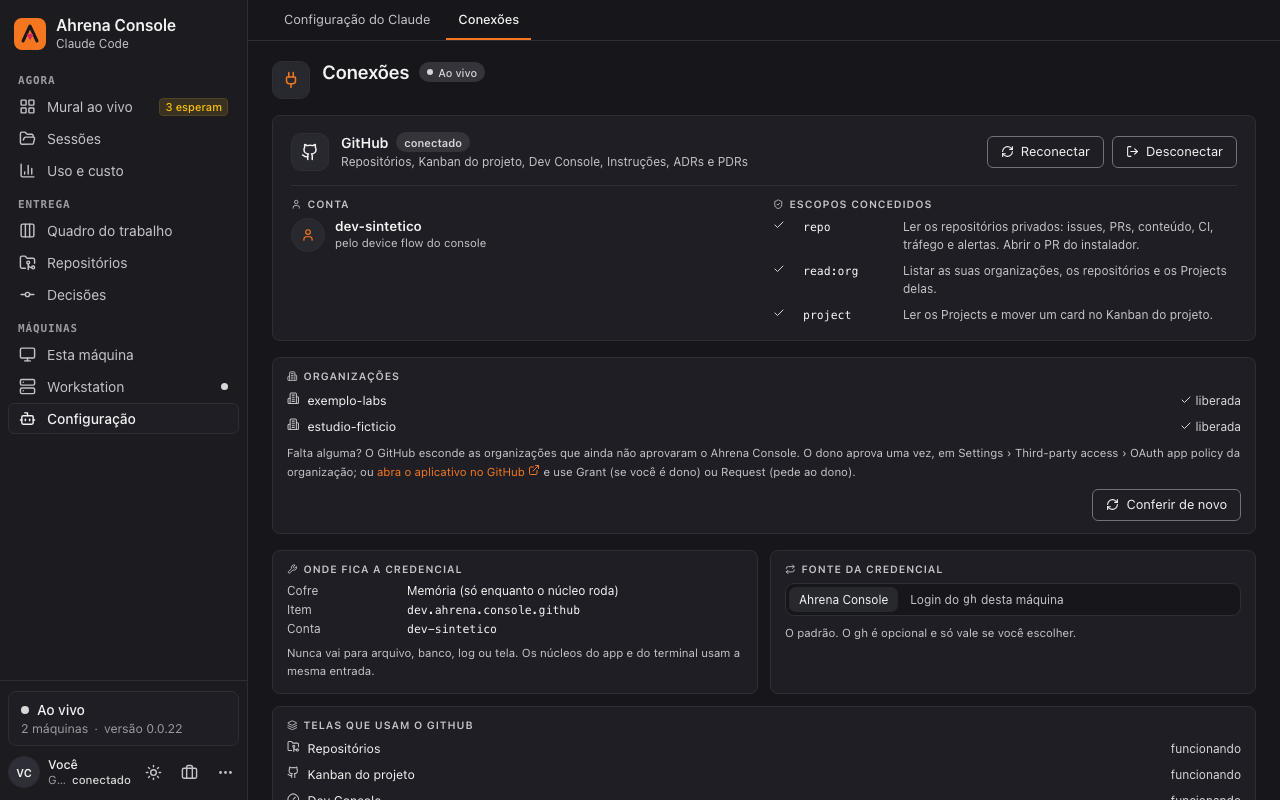 Ahrena Console
Claude Code
AGORA
Mural ao vivo
3 esperam
Sessões
Uso e custo
ENTREGA
Quadro do trabalho
Repositórios
Decisões
MÁQUINAS
Esta máquina
Workstation
Configuração
Ao vivo
2 máquinas · versão 0.0.22
VC
Você
G... conectado
Configuração do Claude
Conexões
Conexões
Ao vivo
GitHub
conectado
Repositórios, Kanban do projeto, Dev Console, Instruções, ADRs e PDRs
Reconectar
Desconectar
CONTA
dev-sintetico
pelo device flow do console
ESCOPOS CONCEDIDOS
repo
Ler os repositórios privados: issues, PRs, conteúdo, CI,
tráfego e alertas. Abrir o PR do instalador.
read:org
Listar as suas organizações, os repositórios e os Projects
delas.
project
Ler os Projects e mover um card no Kanban do projeto.
ORGANIZAÇÕES
exemplo-labs
liberada
estudio-ficticio
liberada
Falta alguma? O GitHub esconde as organizações que ainda não aprovaram o Ahrena Console. O dono aprova uma vez, em Settings › Third-party access › OAuth app policy da
organização; ou abra o aplicativo no GitHub e use Grant (se você é dono) ou Request (pede ao dono).
Conferir de novo
ONDE FICA A CREDENCIAL
Cofre
Memória (só enquanto o núcleo roda)
Item
dev.ahrena.console.github
Conta
dev-sintetico
Nunca vai para arquivo, banco, log ou tela. Os núcleos do app e do terminal usam a
mesma entrada.
FONTE DA CREDENCIAL
Ahrena Console
Login do gh desta máquina
O padrão. O gh é opcional e só vale se você escolher.
TELAS QUE USAM O GITHUB
Repositórios
funcionando
Kanban do projeto
funcionando
Dev Console
funcionando